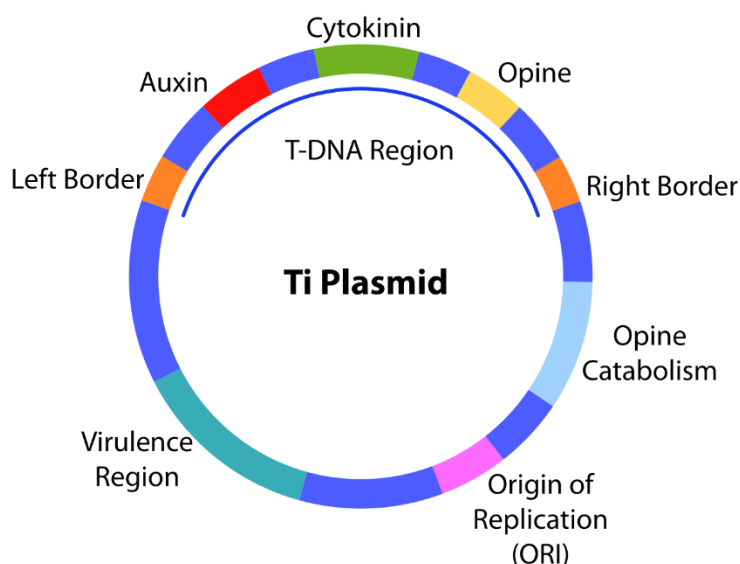 Cytokinin
Auxin
Opine
T-DNA Region
Left Border
Right Border
Ti Plasmid
Opine
Catabolism
Virulence
Region
Origin of
Replication
(ORI)